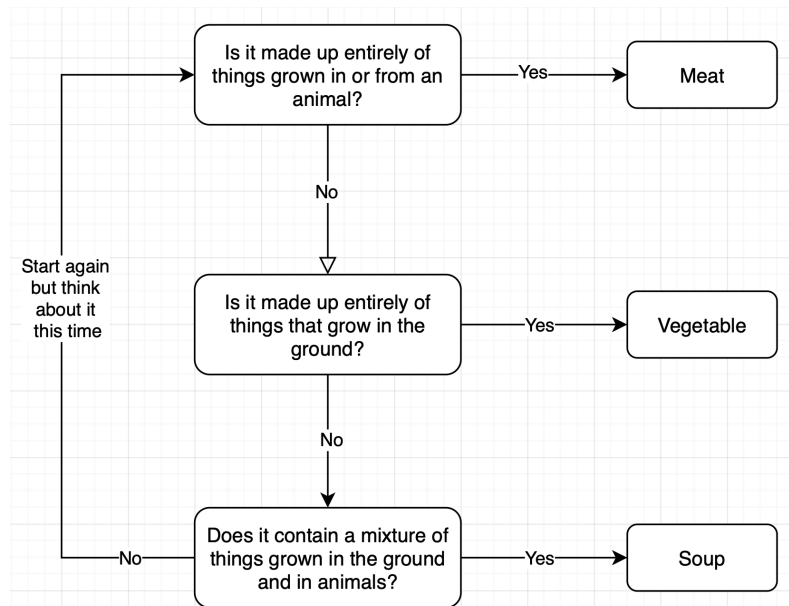 Is it made up entirely of
things grown in or from an
animal?
Yes
Meat
No
Start again
but think
about it
this time
Is it made up entirely of
things that grow in the
ground?
Yes
Vegetable
No
Does it contain a mixture of
things grown in the ground
and in animals?
No
Yes
Soup